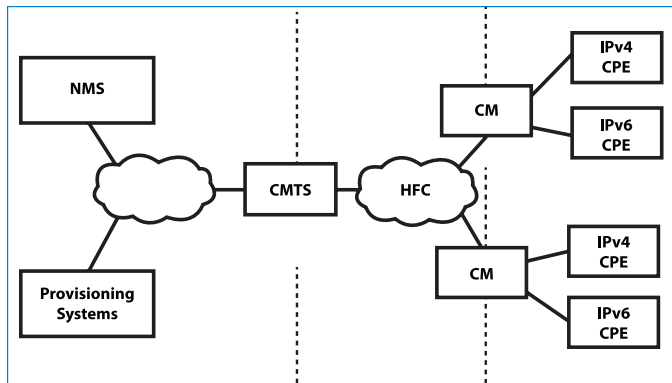 NMS
Provisioning
Systems
CMTS
HFC
CM
IPv4
CPE
IPv6
CPE
CM
IPv4
CPE
IPv6
CPE